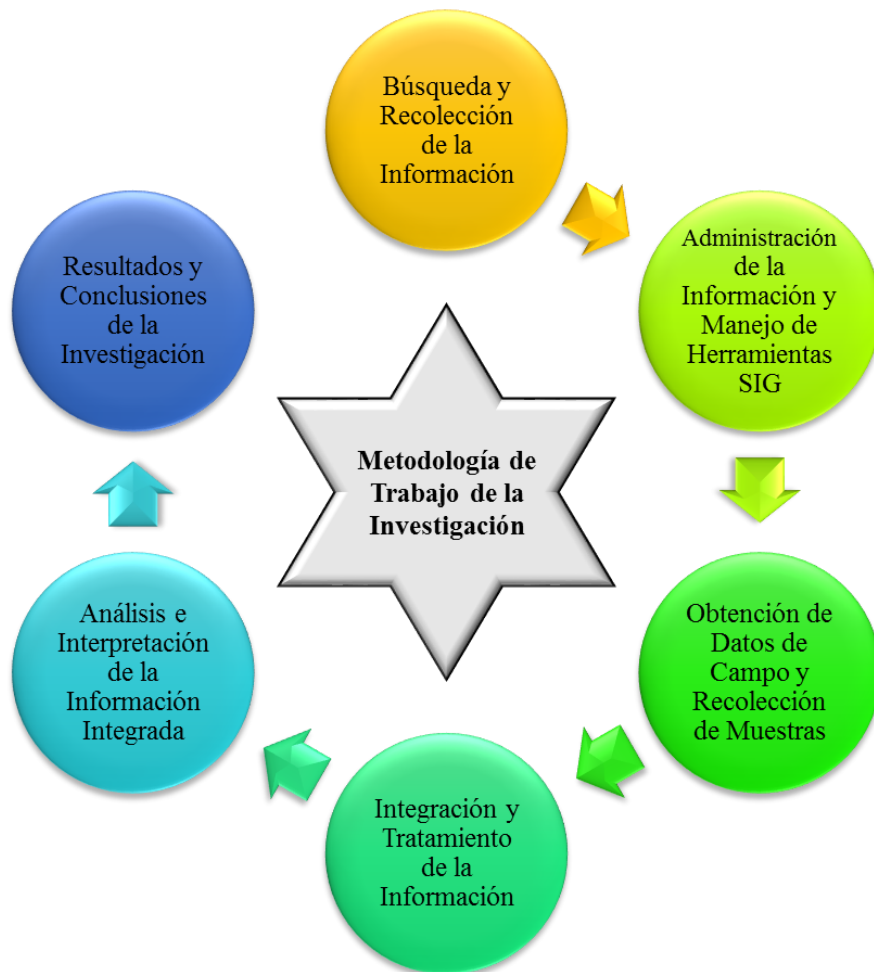 Búsqueda y
Recolección
de la
Información
Administración
de la
Información y
Manejo de
Herramientas
SIG
Obtención de
Datos de
Campo y
Recolección
de Muestras
Integración y
Tratamiento
de la
Información
Análisis e
Interpretación
de la
Información
Integrada
Resultados y
Conclusiones
de la
Investigación
Metodología de
Trabajo de la
Investigación